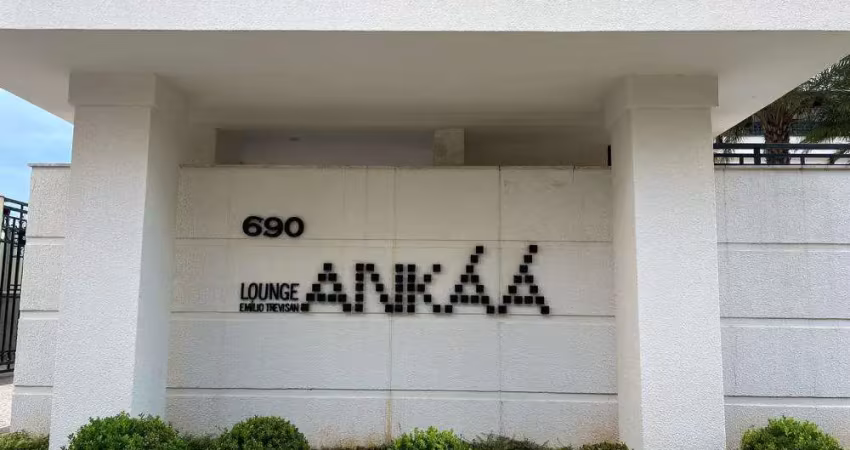 690
LOUNGE
EMÍLIO TREVISAN
ANKÁÁ